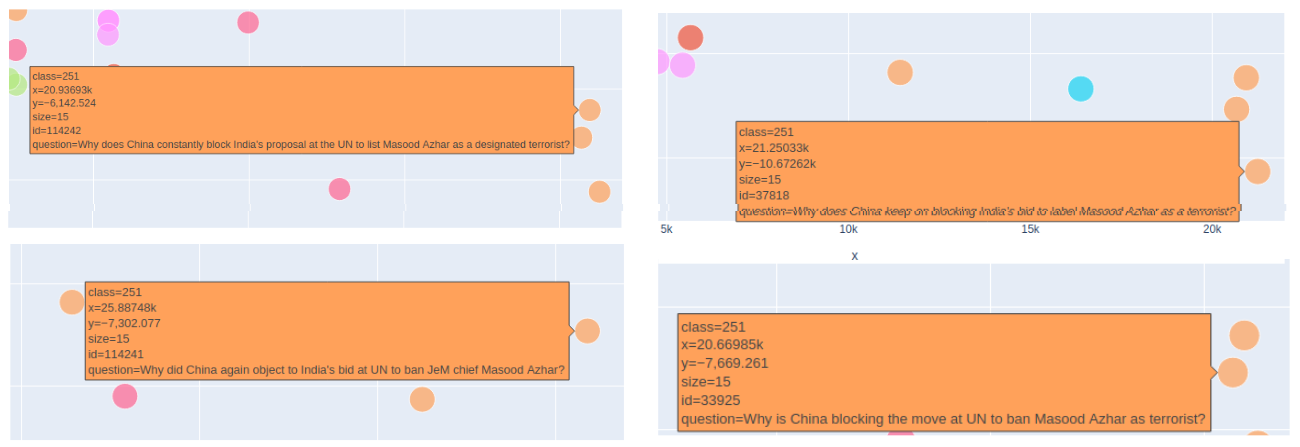 class=251
x=20.93693k
y=−6,142.524
size=15
id=114242
question=Why does China constantly block India's proposal at the UN to list Masood Azhar as a designated terrorist?
class=251
x=21.25033k
y=−10.67262k
size=15
id=37818
question=Why does China keep on blocking India's bid to label Masood Azhar as a terrorist?
5k 10k 15k 20k
x
class=251
x=25.88748k
y=−7,302.077
size=15
id=114241
question=Why did China again object to India's bid at UN to ban JeM chief Masood Azhar?
class=251
x=20.66985k
y=−7,669.261
size=15
id=33925
question=Why is China blocking the move at UN to ban Masood Azhar as terrorist?